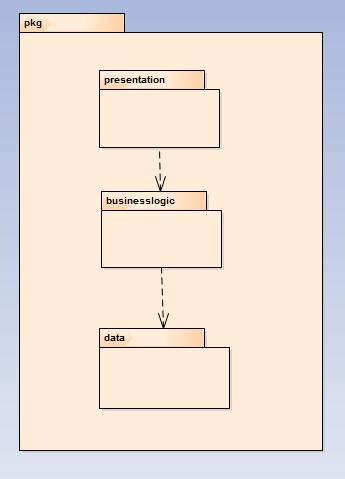 pkg
presentation
businesslogic
data